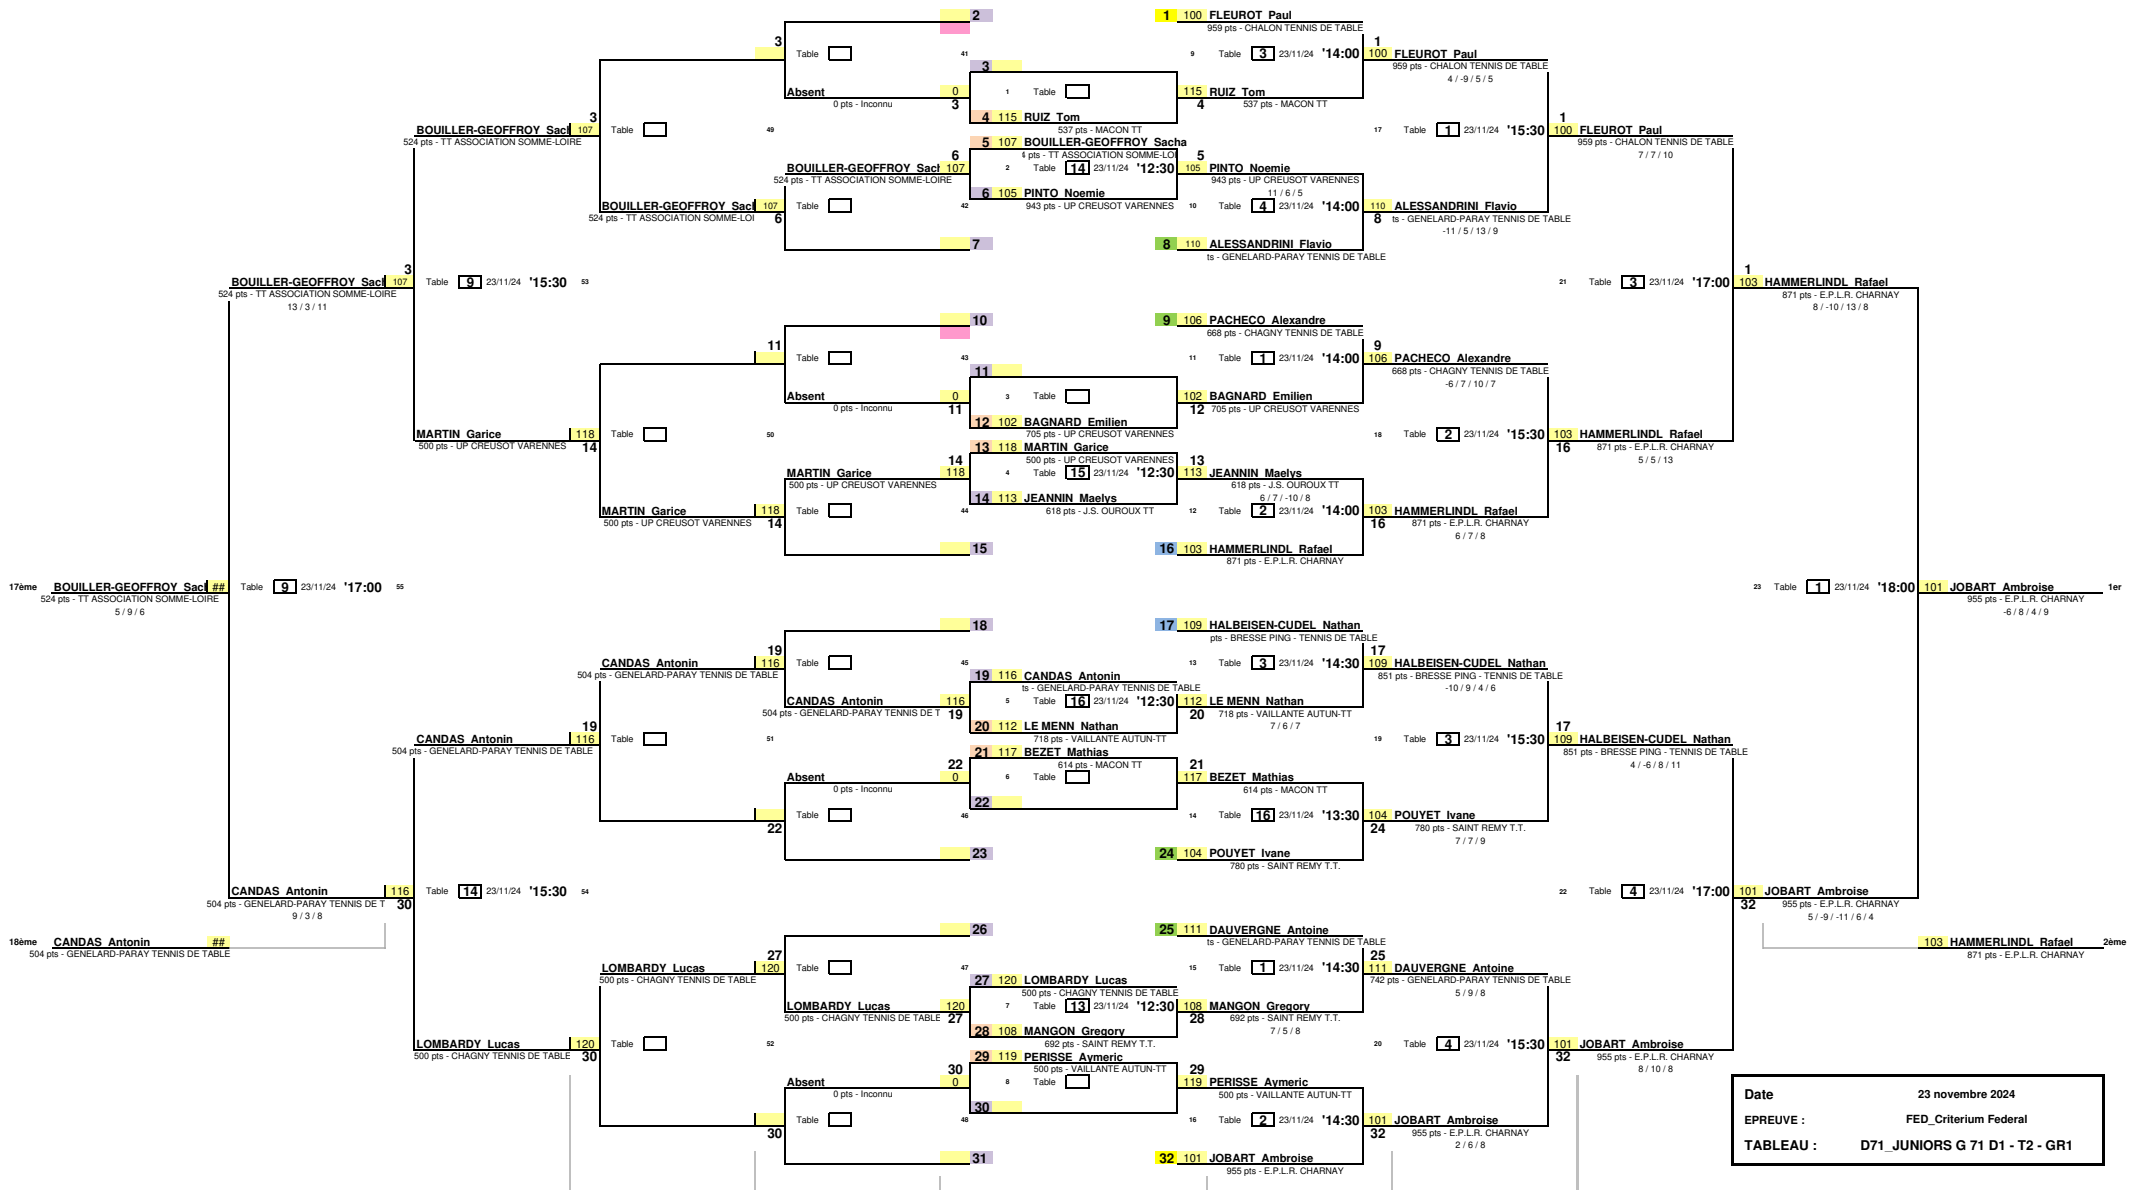 2
1 100 FLEUROT Paul
959 pts - CHALON TENNIS DE TABLE
3
Table 41
9 Table 3 23/11/24 '14:00
1
100 FLEUROT Paul
959 pts - CHALON TENNIS DE TABLE
4 / -9 / 5 / 5
3
Absent 0
0 pts - Inconnu 3
1 Table
115 RUIZ Tom
4 537 pts - MACON TT
4 115 RUIZ Tom
537 pts - MACON TT
3
BOUILLER-GEOFFROY Sacl 107
524 pts - TT ASSOCIATION SOMME-LOIRE
Table 49
17 Table 1 23/11/24 '15:30
1
100 FLEUROT Paul
959 pts - CHALON TENNIS DE TABLE
7 / 7 / 10
5 107 BOUILLER-GEOFFROY Sacha
4 pts - TT ASSOCIATION SOMME-LOI
6
BOUILLER-GEOFFROY Sacl 107
524 pts - TT ASSOCIATION SOMME-LOIRE
2 Table 14 23/11/24 '12:30
5
105 PINTO Noemie
943 pts - UP CREUSOT VARENNES
11 / 6 / 5
6 105 PINTO Noemie
943 pts - UP CREUSOT VARENNES
BOUILLER-GEOFFROY Sacl 107
524 pts - TT ASSOCIATION SOMME-LOI 6
Table 42
10 Table 4 23/11/24 '14:00
110 ALESSANDRINI Flavio
8 ts - GENELARD-PARAY TENNIS DE TABLE
-11 / 5 / 13 / 9
7
8 110 ALESSANDRINI Flavio
ts - GENELARD-PARAY TENNIS DE TABLE
3
BOUILLER-GEOFFROY Sacl 107
524 pts - TT ASSOCIATION SOMME-LOIRE
13 / 3 / 11
Table 9 23/11/24 '15:30 53
21 Table 3 23/11/24 '17:00
1
103 HAMMERLINDL Rafael
871 pts - E.P.L.R. CHARNAY
8 / -10 / 13 / 8
10
9 106 PACHECO Alexandre
668 pts - CHAGNY TENNIS DE TABLE
11
Table 43
11 Table 1 23/11/24 '14:00
9
106 PACHECO Alexandre
668 pts - CHAGNY TENNIS DE TABLE
-6 / 7 / 10 / 7
11
Absent 0
0 pts - Inconnu 11
3 Table
102 BAGNARD Emilien
12 705 pts - UP CREUSOT VARENNES
12 102 BAGNARD Emilien
705 pts - UP CREUSOT VARENNES
MARTIN Garice 118
500 pts - UP CREUSOT VARENNES 14
Table 50
18 Table 2 23/11/24 '15:30
103 HAMMERLINDL Rafael
16 871 pts - E.P.L.R. CHARNAY
5 / 5 / 13
13 118 MARTIN Garice
500 pts - UP CREUSOT VARENNES
14
MARTIN Garice 118
500 pts - UP CREUSOT VARENNES
4 Table 15 23/11/24 '12:30
13
113 JEANNIN Maelys
618 pts - J.S. OUROUX TT
6 / 7 / -10 / 8
14 113 JEANNIN Maelys
618 pts - J.S. OUROUX TT
MARTIN Garice 118
500 pts - UP CREUSOT VARENNES 14
Table 44
12 Table 2 23/11/24 '14:00
103 HAMMERLINDL Rafael
16 871 pts - E.P.L.R. CHARNAY
6 / 7 / 8
15
16 103 HAMMERLINDL Rafael
871 pts - E.P.L.R. CHARNAY
17ème BOUILLER-GEOFFROY Sacl ##
524 pts - TT ASSOCIATION SOMME-LOIRE
5 / 9 / 6
Table 9 23/11/24 '17:00 55
23 Table 1 23/11/24 '18:00
101 JOBART Ambroise 1er
955 pts - E.P.L.R. CHARNAY
-6 / 8 / 4 / 9
18
17 109 HALBEISEN-CUDEL Nathan
pts - BRESSE PING - TENNIS DE TABLE
19
CANDAS Antonin 116
504 pts - GENELARD-PARAY TENNIS DE TABLE
Table 45
13 Table 3 23/11/24 '14:30
17
109 HALBEISEN-CUDEL Nathan
851 pts - BRESSE PING - TENNIS DE TABLE
-10 / 9 / 4 / 6
19 116 CANDAS Antonin
ts - GENELARD-PARAY TENNIS DE TABLE
CANDAS Antonin 116
504 pts - GENELARD-PARAY TENNIS DE T 19
5 Table 16 23/11/24 '12:30
112 LE MENN Nathan
20 718 pts - VAILLANTE AUTUN-TT
7 / 6 / 7
20 112 LE MENN Nathan
718 pts - VAILLANTE AUTUN-TT
19
CANDAS Antonin 116
504 pts - GENELARD-PARAY TENNIS DE TABLE
Table 51
19 Table 3 23/11/24 '15:30
17
109 HALBEISEN-CUDEL Nathan
851 pts - BRESSE PING - TENNIS DE TABLE
4 / -6 / 8 / 11
21 117 BEZET Mathias
614 pts - MACON TT
22
Absent 0
0 pts - Inconnu
6 Table
21
117 BEZET Mathias
614 pts - MACON TT
22
22
Table 46
14 Table 16 23/11/24 '13:30
104 POUYET Ivane
24 780 pts - SAINT REMY T.T.
7 / 7 / 9
23
24 104 POUYET Ivane
780 pts - SAINT REMY T.T.
CANDAS Antonin 116
504 pts - GENELARD-PARAY TENNIS DE T 30
9 / 3 / 8
Table 14 23/11/24 '15:30 54
22 Table 4 23/11/24 '17:00
101 JOBART Ambroise
32 955 pts - E.P.L.R. CHARNAY
5 / -9 / -11 / 6 / 4
18ème CANDAS Antonin ##
504 pts - GENELARD-PARAY TENNIS DE TABLE
103 HAMMERLINDL Rafael 2ème
871 pts - E.P.L.R. CHARNAY
26
25 111 DAUVERGNE Antoine
ts - GENELARD-PARAY TENNIS DE TABLE
27
LOMBARDY Lucas 120
500 pts - CHAGNY TENNIS DE TABLE
Table 47
15 Table 1 23/11/24 '14:30
25
111 DAUVERGNE Antoine
742 pts - GENELARD-PARAY TENNIS DE TABLE
5 / 9 / 8
27 120 LOMBARDY Lucas
500 pts - CHAGNY TENNIS DE TABLE
LOMBARDY Lucas 120
500 pts - CHAGNY TENNIS DE TABLE 27
7 Table 13 23/11/24 '12:30
108 MANGON Gregory
28 692 pts - SAINT REMY T.T.
7 / 5 / 8
28 108 MANGON Gregory
692 pts - SAINT REMY T.T.
LOMBARDY Lucas 120
500 pts - CHAGNY TENNIS DE TABLE 30
Table 52
20 Table 4 23/11/24 '15:30
101 JOBART Ambroise
32 955 pts - E.P.L.R. CHARNAY
8 / 10 / 8
29 119 PERISSE Aymeric
500 pts - VAILLANTE AUTUN-TT
30
Absent 0
0 pts - Inconnu
8 Table
29
119 PERISSE Aymeric
500 pts - VAILLANTE AUTUN-TT
30
30
Table 48
16 Table 2 23/11/24 '14:30
101 JOBART Ambroise
32 955 pts - E.P.L.R. CHARNAY
2 / 6 / 8
31
32 101 JOBART Ambroise
955 pts - E.P.L.R. CHARNAY
Date 23 novembre 2024
EPREUVE : FED_Criterium Federal
TABLEAU : D71_JUNIORS G 71 D1 - T2 - GR1